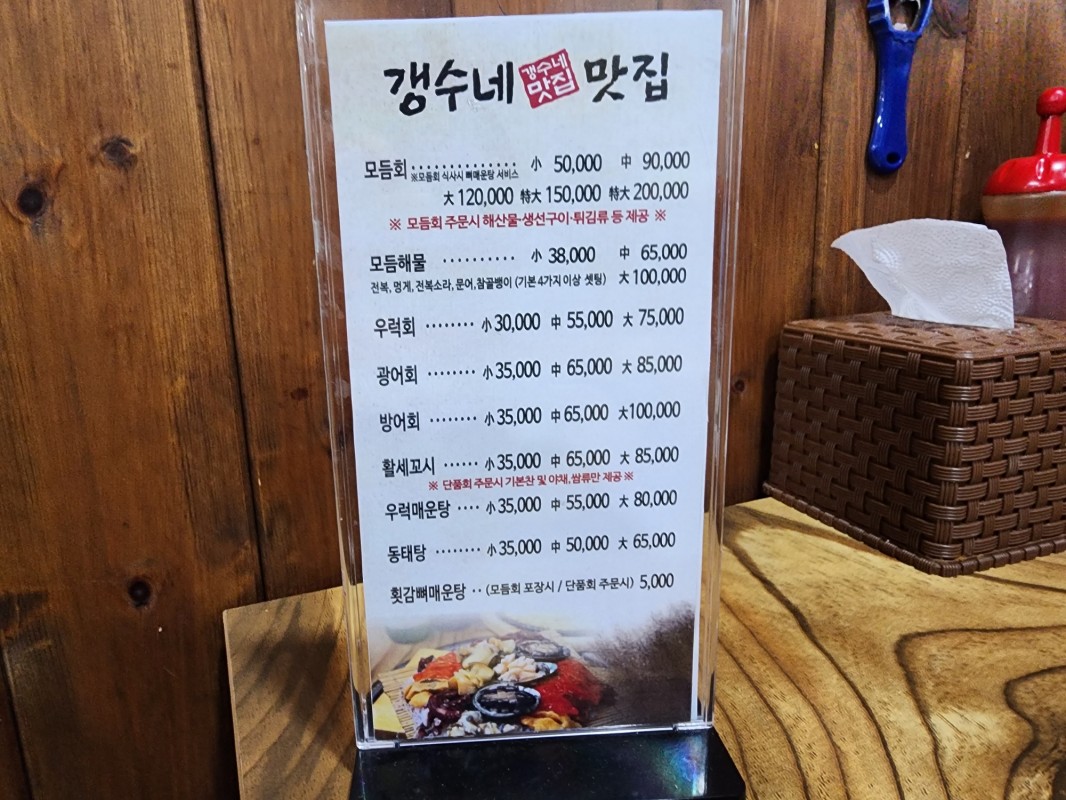 갱수네 갱수네 맛집 맛집
모듬회 ·············· 小 50,000 中 90,000
※모듬회 식사시 뼈매운탕 서비스
大 120,000 特大 150,000 特大 200,000
※ 모듬회 주문시 해산물·생선구이·튀김류 등 제공 ※
모듬해물 ·········· 小 38,000 中 65,000
전복, 멍게, 전복소라, 문어, 참골뱅이 (기본 4가지 이상 셋팅) 大 100,000
우럭회 ········ 小 30,000 中 55,000 大 75,000
광어회 ········ 小 35,000 中 65,000 大 85,000
방어회 ········ 小 35,000 中 65,000 大 100,000
활세꼬시 ······ 小 35,000 中 65,000 大 85,000
※ 단품회 주문시 기본찬 및 야채,쌈류만 제공 ※
우럭매운탕 ···· 小 35,000 中 55,000 大 80,000
동태탕 ········ 小 35,000 中 50,000 大 65,000
횟감뼈매운탕 ·· (모듬회 포장시 / 단품회 주문시) 5,000